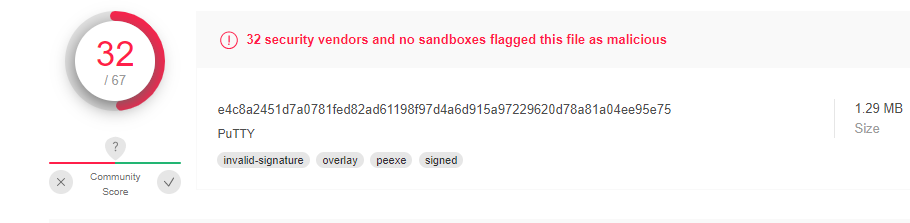 32
/ 67
?
Community
Score
32 security vendors and no sandboxes flagged this file as malicious
e4c8a2451d7a0781fed82ad61198f97d4a6d915a97229620d78a81a04ee95e75
PuTTY
invalid-signature overlay peexe signed
1.29 MB
Size